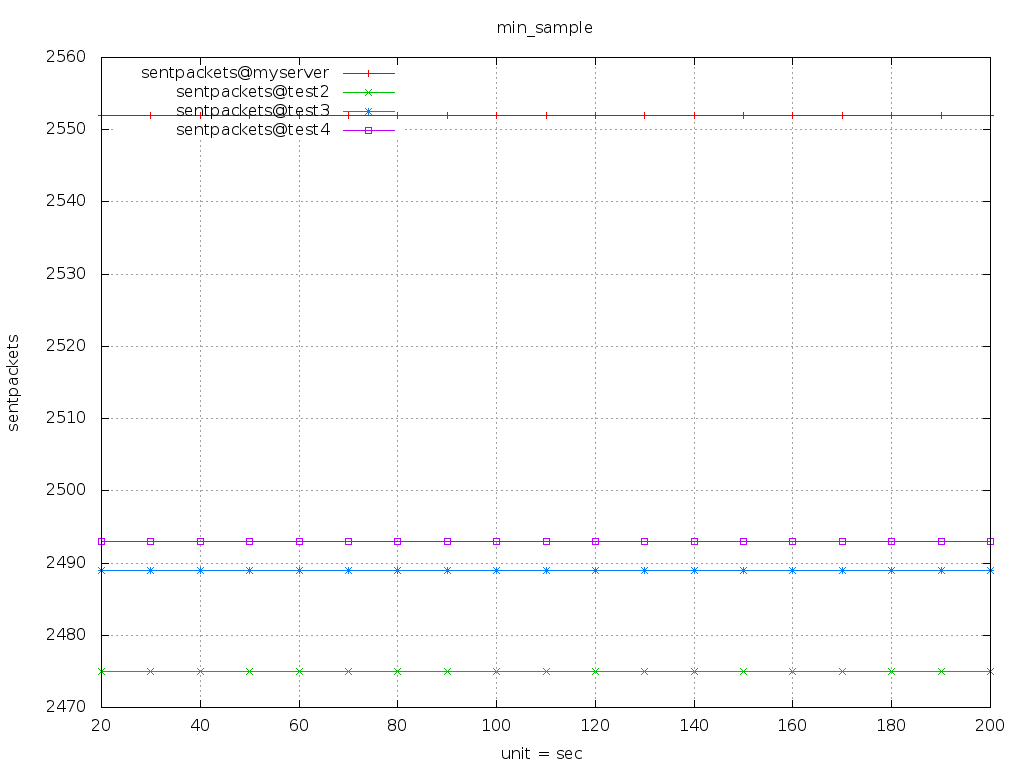 min_sample
sentpackets@myserver
sentpackets@test2
sentpackets@test3
sentpackets@test4
2560
2550
2540
2530
2520
2510
2500
2490
2480
2470
sentpackets
20 40 60 80 100 120 140 160 180 200
unit = sec